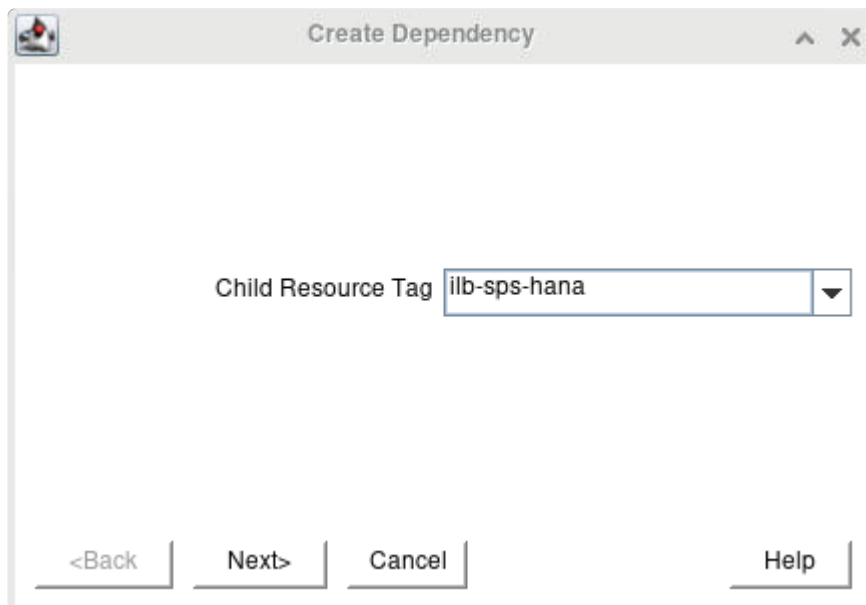 Create Dependency
Child Resource Tag ilb-sps-hana
<Back Next> Cancel Help